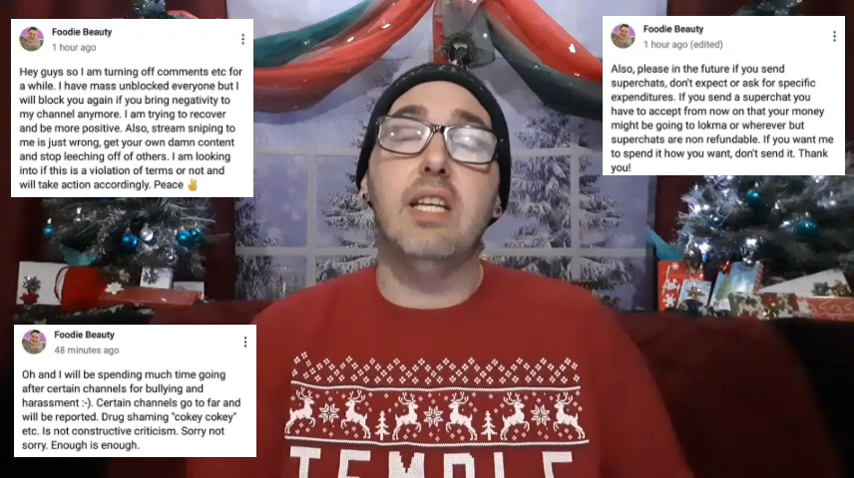 Foodie Beauty
1 hour ago
Hey guys so I am turning off comments etc for
a while. I have mass unblocked everyone but I
will block you again if you bring negativity to
my channel anymore. I am trying to recover
and be more positive. Also, stream sniping to
me is just wrong, get your own damn content
and stop leeching off of others. I am looking
into if this is a violation of terms or not and
will take action accordingly. Peace ✌
Foodie Beauty
1 hour ago (edited)
Also, please in the future if you send
superchats, don't expect or ask for specific
expenditures. If you send a superchat you
have to accept from now on that your money
might be going to lokma or wherever but
superchats are non refundable. If you want me
to spend it how you want, don't send it. Thank
you!
Foodie Beauty
48 minutes ago
Oh and I will be spending much time going
after certain channels for bullying and
harassment :-). Certain channels go to far and
will be reported. Drug shaming "cokey cokey"
etc. Is not constructive criticism. Sorry not
sorry. Enough is enough.
TEMPLE